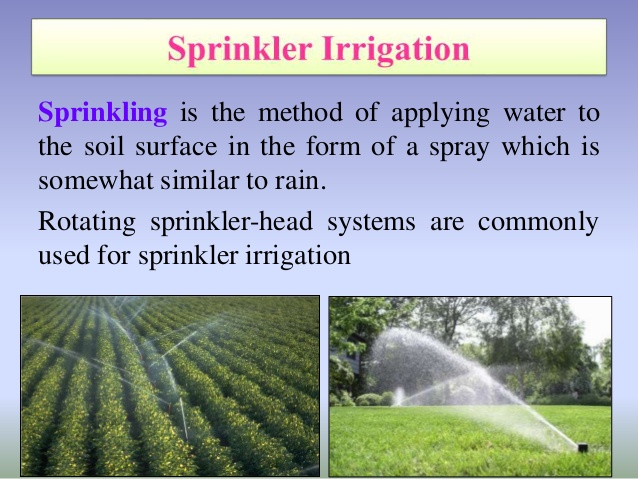 Sprinkler Irrigation
Sprinkling is the method of applying water to
the soil surface in the form of a spray which is
somewhat similar to rain.
Rotating sprinkler-head systems are commonly
used for sprinkler irrigation